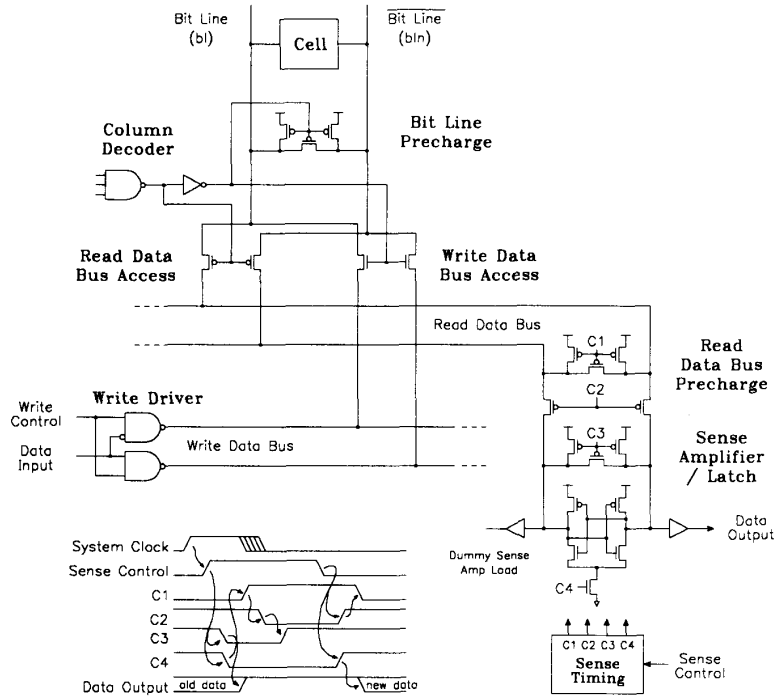 Bit Line
(bl)
Bit Line
(bln)
Cell
Column
Decoder
Bit Line
Precharge
Read Data
Bus Access
Write Data
Bus Access
Read Data Bus
C1
Read
Data Bus
Precharge
C2
Write Driver
Write
Control
Data
Input
Write Data Bus
C3
Sense
Amplifier
/ Latch
Data
Output
Dummy Sense
Amp Load
C4
System Clock
Sense Control
C1
C2
C3
C4
Data Output
old data
new data
C1 C2 C3 C4
Sense
Timing
Sense
Control